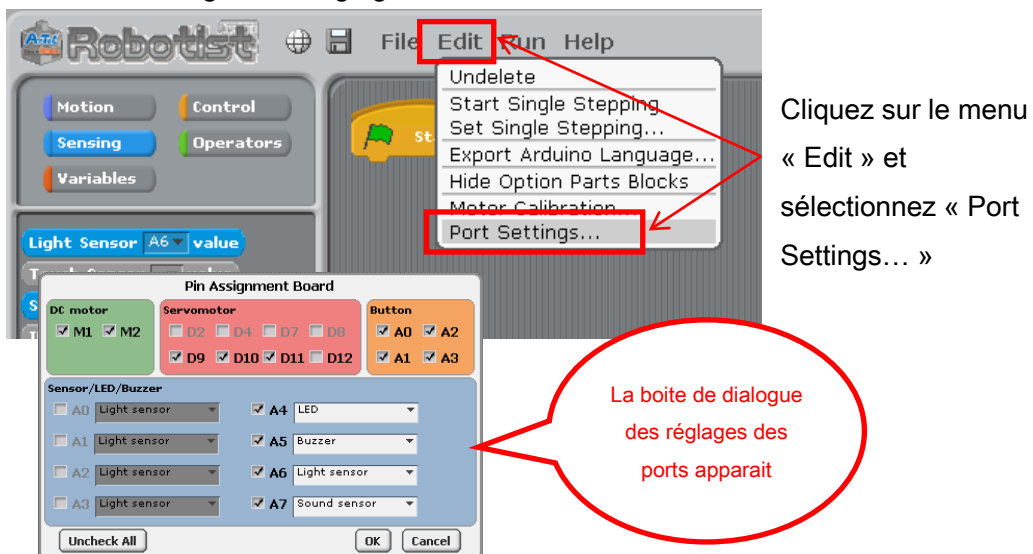 ArTeC Robotist File Edit Run Help
Undelete
Start Single Stepping
Set Single Stepping...
Export Arduino Language...
Hide Option Parts Blocks
Motor Calibration...
Port Settings...
Motion Control
Sensing Operators
Variables
Light Sensor A6 value
Cliquez sur le menu
« Edit » et
sélectionnez « Port
Settings… »
Pin Assignment Board
DC motor
M1 M2
Servomotor
D2 D4 D7 D8
D9 D10 D11 D12
Button
A0 A2
A1 A3
Sensor/LED/Buzzer
A0 Light sensor A4 LED
A1 Light sensor A5 Buzzer
A2 Light sensor A6 Light sensor
A3 Light sensor A7 Sound sensor
Uncheck All OK Cancel
La boite de dialogue
des réglages des
ports apparait